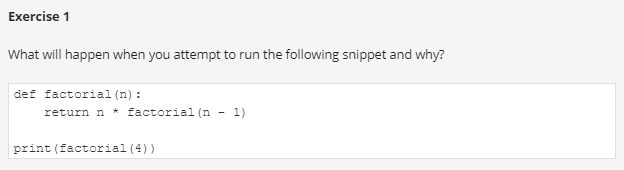 Exercise 1
What will happen when you attempt to run the following snippet and why?
def factorial(n):
    return n * factorial(n - 1)
print(factorial(4))